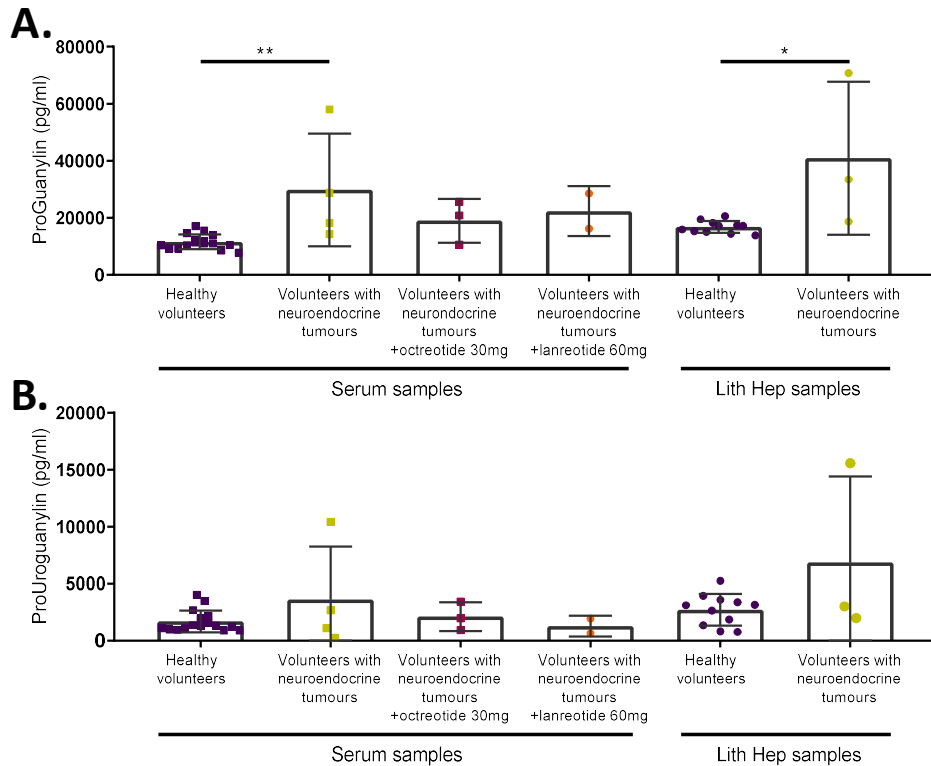 A.
ProGuanylin (pg/ml)
80000
60000
40000
20000
0
**
*
Healthy
volunteers
Volunteers with
neuroendocrine
tumours
Volunteers with
neurondocrine
tumours
+octreotide 30mg
Volunteers with
neuroendocrine
tumours
+lanreotide 60mg
Healthy
volunteers
Volunteers with
neuroendocrine
tumours
Serum samples
Lith Hep samples
B.
ProUroguanylin (pg/ml)
20000
15000
10000
5000
0
Healthy
volunteers
Volunteers with
neuroendocrine
tumours
Volunteers with
neuroendocrine
tumours
+octreotide 30mg
Volunteers with
neuroendocrine
tumours
+lanreotide 60mg
Healthy
volunteers
Volunteers with
neuroendocrine
tumours
Serum samples
Lith Hep samples